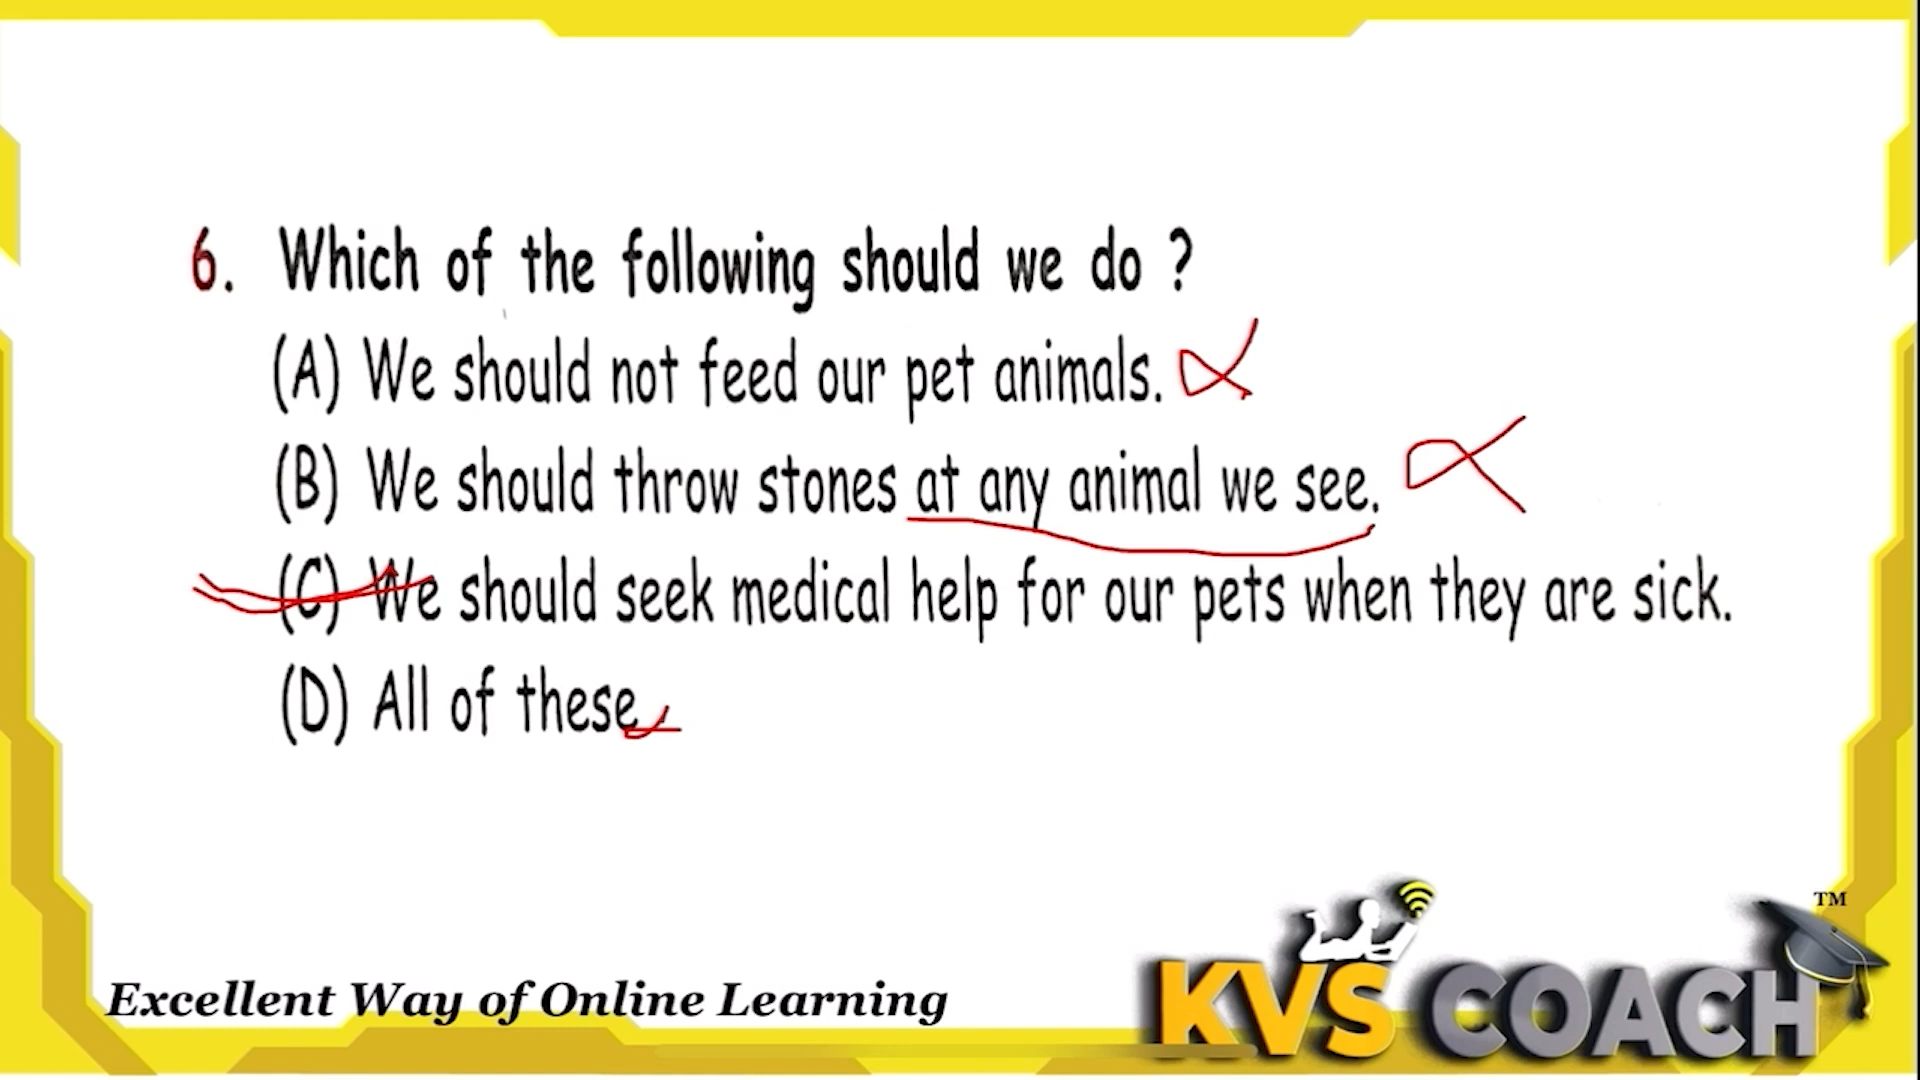 6. Which of the following should we do ?
(A) We should not feed our pet animals.
(B) We should throw stones at any animal we see.
(C) We should seek medical help for our pets when they are sick.
(D) All of these
Excellent Way of Online Learning
KVS COACH TM